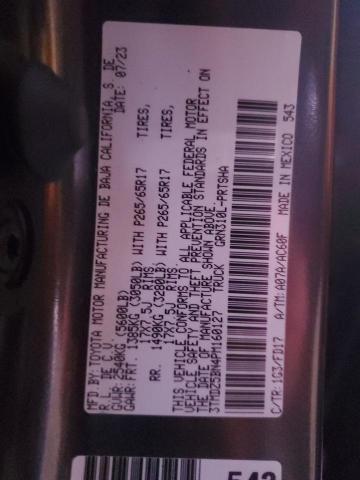 MFD.BY:TOYOTA MOTOR MANUFACTURING DE BAJA CALIFORNIA, S. DE
R.L. DE C.V. DATE: 07/23
GVWR: 2540KG (5600LB)
GAWR:FRT. 1385KG (3050LB) WITH P265/65R17 TIRES,
17X7.5J RIMS
RR. 1490KG (3280LB) WITH P265/65R17 TIRES,
17X7.5J RIMS
THIS VEHICLE CONFORMS TO ALL APPLICABLE FEDERAL MOTOR
VEHICLE SAFETY AND THEFT PREVENTION STANDARDS IN EFFECT ON
THE DATE OF MANUFACTURE SHOWN ABOVE.
3TMDZ5BN4PM160127 TRUCK GRN310L-PRTSHA
C/TR:1G3/FD17 A/TM:A07A/AC60F MADE IN MEXICO 543